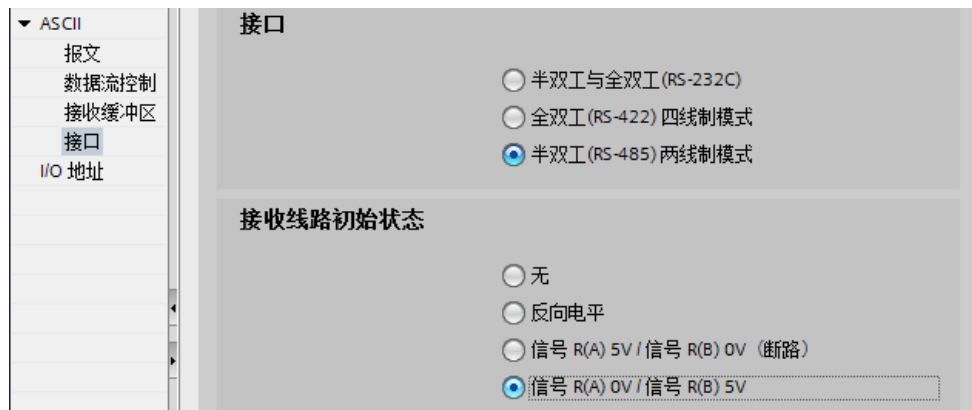 ASCII
报文
数据流控制
接收缓冲区
接口
I/O 地址
接口
半双工与全双工(RS-232C)
全双工(RS-422) 四线制模式
半双工(RS-485) 两线制模式
接收线路初始状态
无
反向电平
信号 R(A) 5V / 信号 R(B) 0V（断路）
信号 R(A) 0V / 信号 R(B) 5V